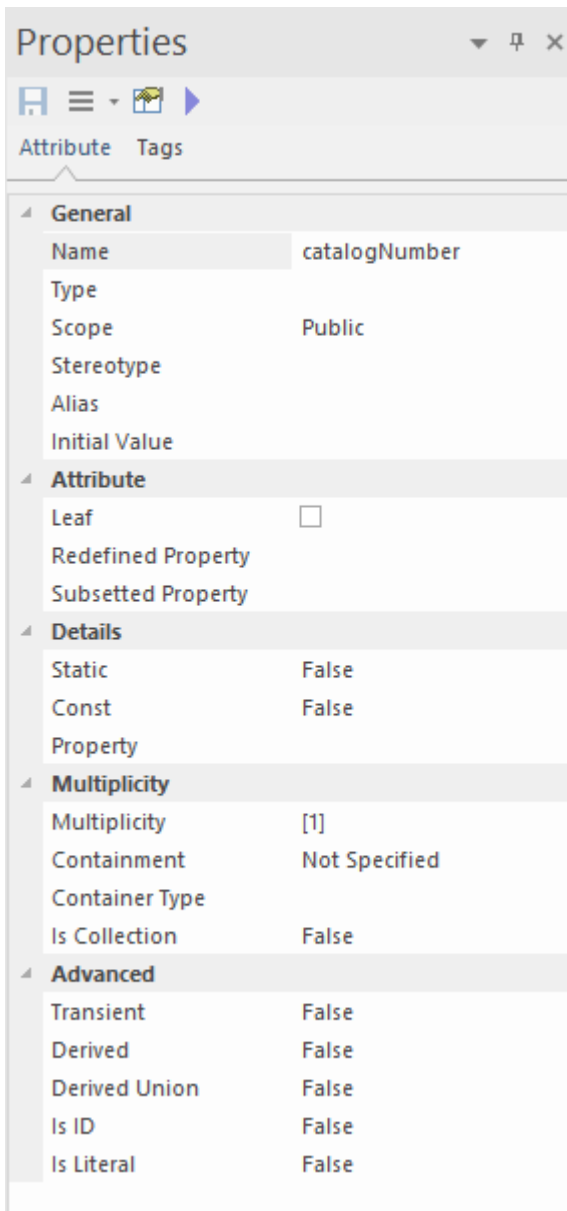 Properties
Attribute Tags
General
Name catalogNumber
Type
Scope Public
Stereotype
Alias
Initial Value
Attribute
Leaf
Redefined Property
Subsetted Property
Details
Static False
Const False
Property
Multiplicity
Multiplicity [1]
Containment Not Specified
Container Type
Is Collection False
Advanced
Transient False
Derived False
Derived Union False
Is ID False
Is Literal False